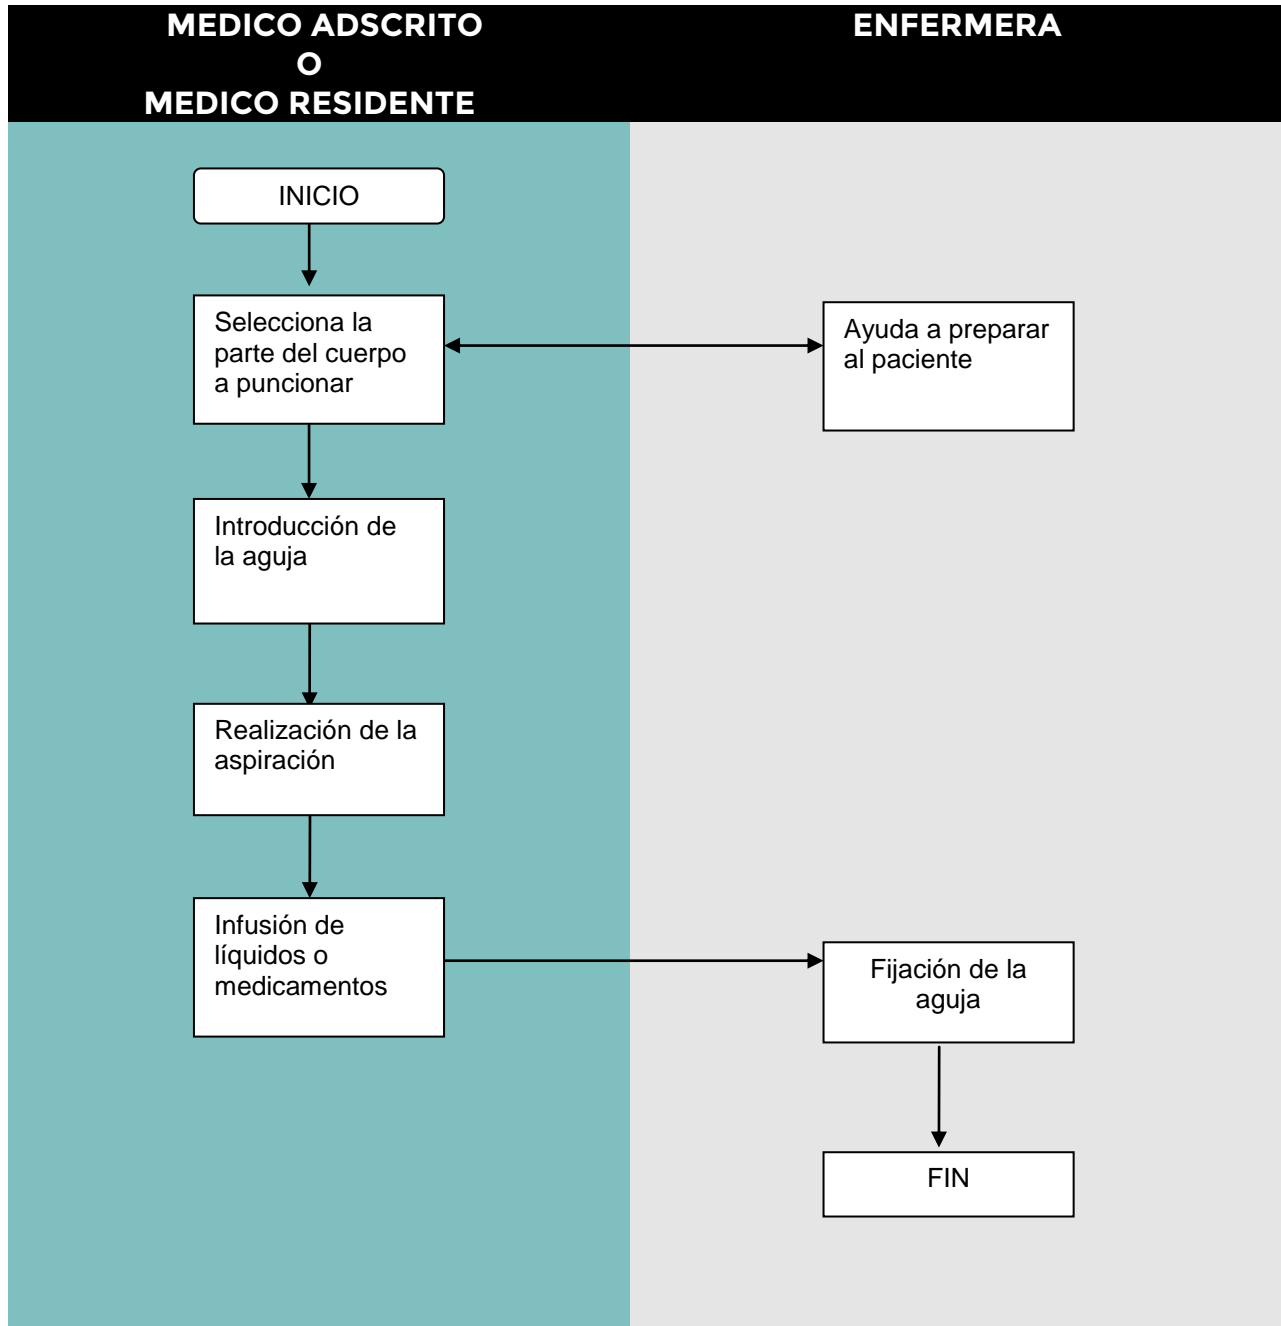 MEDICO ADSCRITO
O
MEDICO RESIDENTE
ENFERMERA
INICIO
Selecciona la
parte del cuerpo
a puncionar
Ayuda a preparar
al paciente
Introducción de
la aguja
Realización de la
aspiración
Infusión de
líquidos o
medicamentos
Fijación de la
aguja
FIN